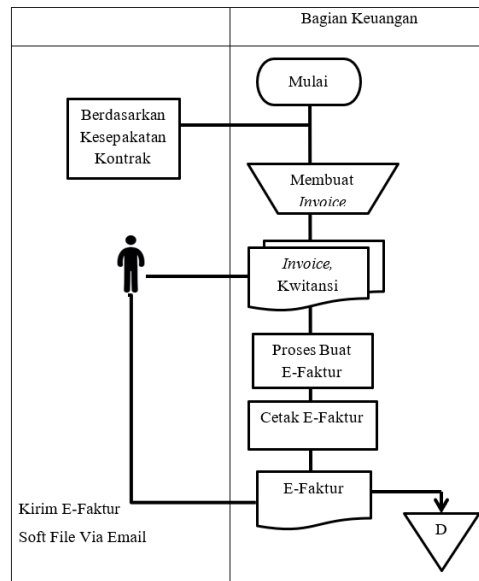 Bagian Keuangan
Mulai
Berdasarkan
Kesepakatan
Kontrak
Membuat
Invoice
Invoice,
Kwitansi
Proses Buat
E-Faktur
Cetak E-Faktur
E-Faktur
Kirim E-Faktur
Soft File Via Email
D